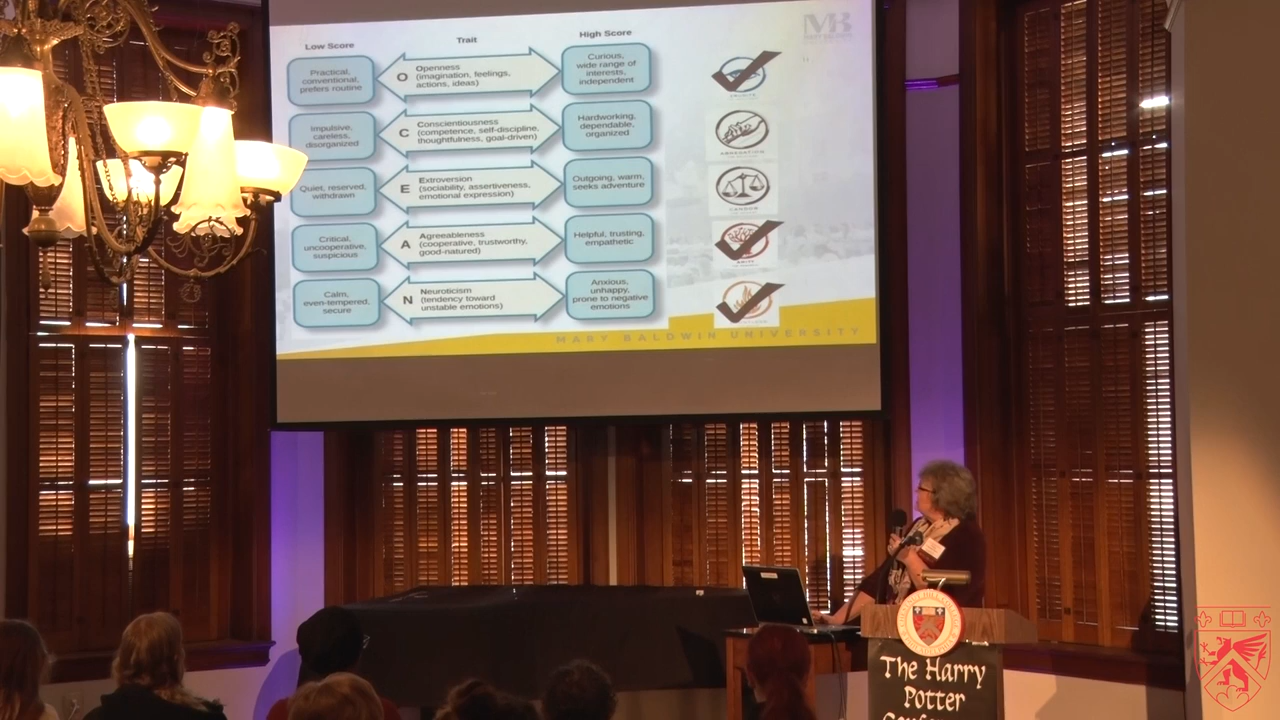 Low Score
Trait
High Score
Practical,
conventional,
prefers routine
Openness
O
(imagination, feelings,
actions, ideas)
Curious,
wide range of
interests,
independent
Impulsive,
careless,
disorganized
Conscientiousness
C
(competence, self-discipline,
thoughtfulness, goal-driven)
Hardworking,
dependable,
organized
Quiet, reserved,
withdrawn
Extroversion
E
(sociability, assertiveness,
emotional expression)
Outgoing, warm,
seeks adventure
Critical,
uncooperative,
suspicious
Agreeableness
A
(cooperative, trustworthy,
good-natured)
Helpful, trusting,
empathetic
Calm,
even-tempered,
secure
Neuroticism
N
(tendency toward
unstable emotions)
Anxious,
unhappy,
prone to negative
emotions
MB
ABNEGATION
CANDOR
MARY BALDWIN UNIVERSITY
The Harry
Potter